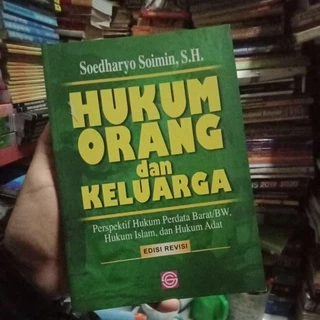 Soedharyo Soimin, S.H.
HUKUM
ORANG
dan
KELUARGA
Perspektif Hukum Perdata Barat/BW,
Hukum Islam, dan Hukum Adat
EDISI REVISI